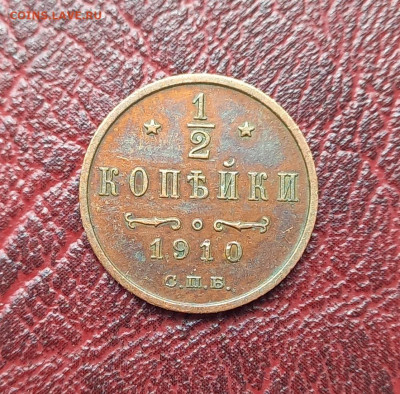 COINS.LAVE.RU
1/2
КОПѢЙКИ
1910
С.П.Б.